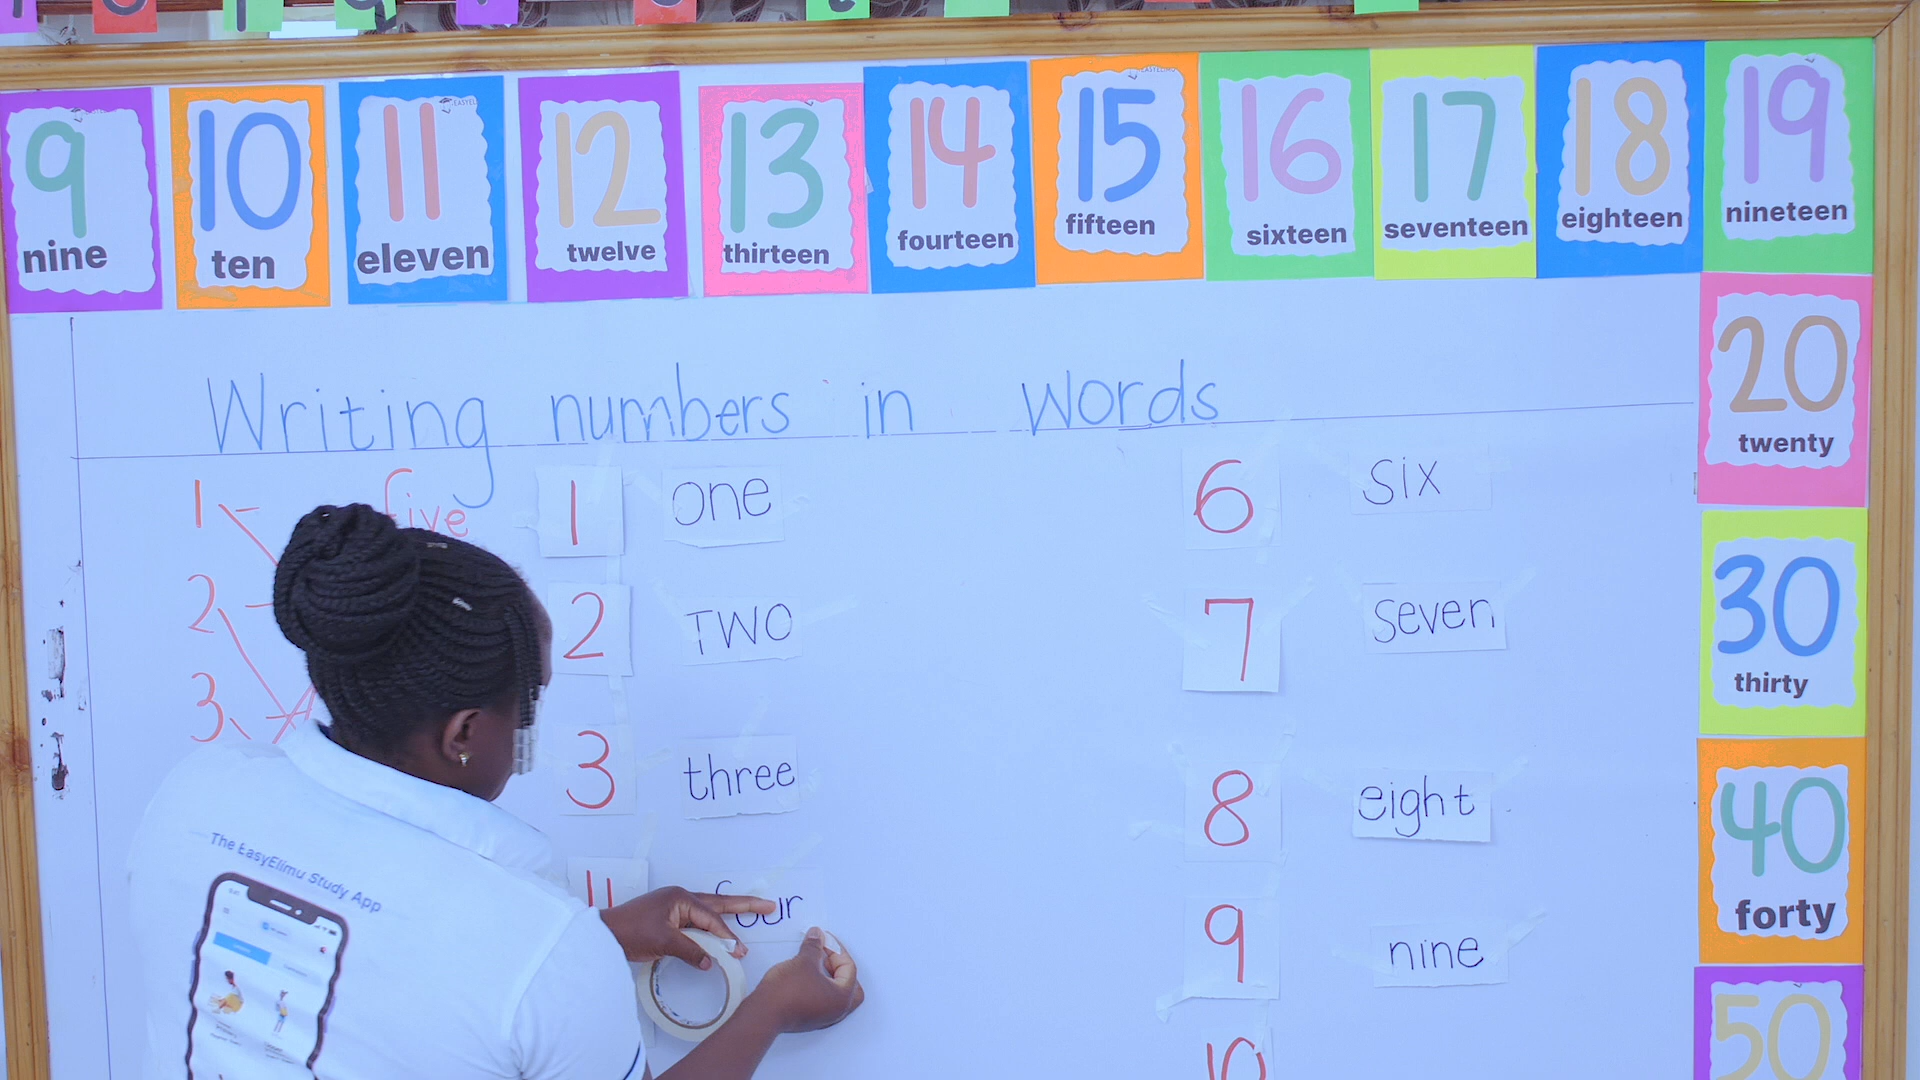 9 10 11 12 13 14 15 16 17 18 19
nine ten eleven twelve thirteen fourteen fifteen sixteen seventeen eighteen nineteen
20
twenty
30
thirty
40
forty
50
Writing numbers in words
1 five
2
3
1 one
2 TWO
3 three
4 four
6 six
7 seven
8 eight
9 nine
10
The EasyElimu Study App